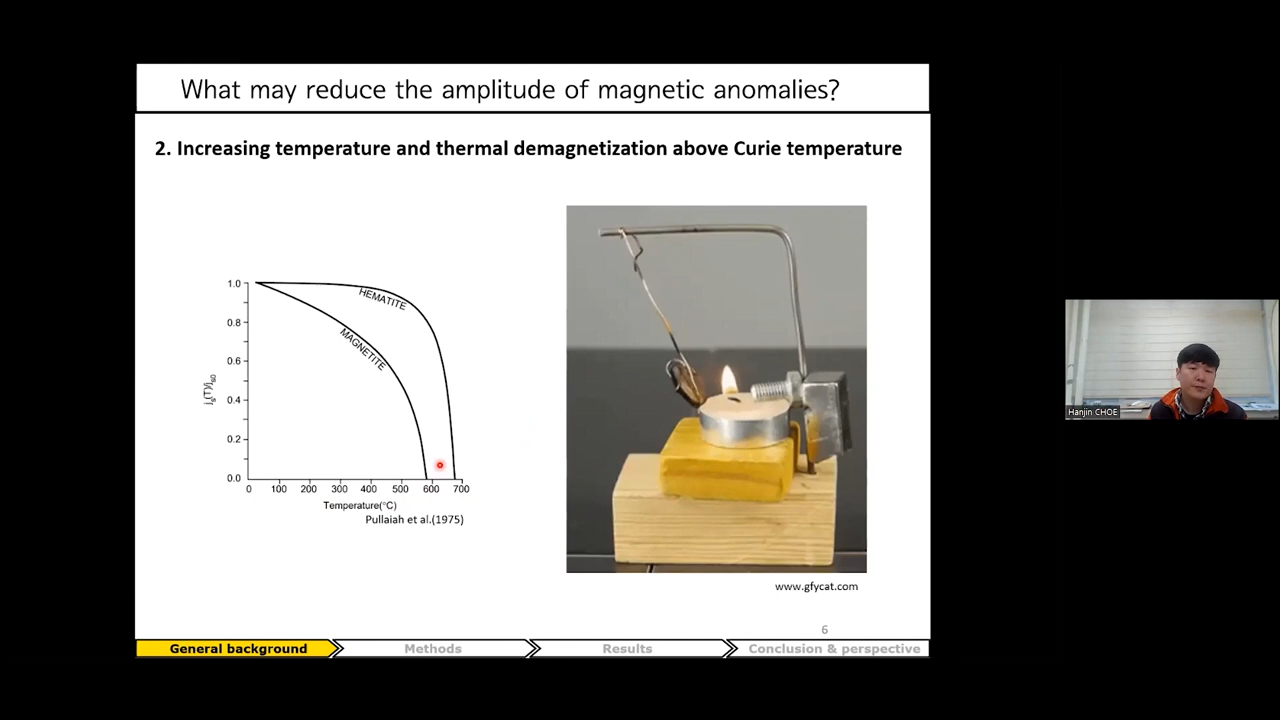 What may reduce the amplitude of magnetic anomalies?
2. Increasing temperature and thermal demagnetization above Curie temperature
1.0
0.8
0.6
0.4
0.2
0.0
js(T)/js0
HEMATITE
MAGNETITE
0 100 200 300 400 500 600 700
Temperature(°C)
Pullaiah et al.(1975)
www.gfycat.com
6
General background
Methods
Results
Conclusion & perspective
Hanjin CHOE